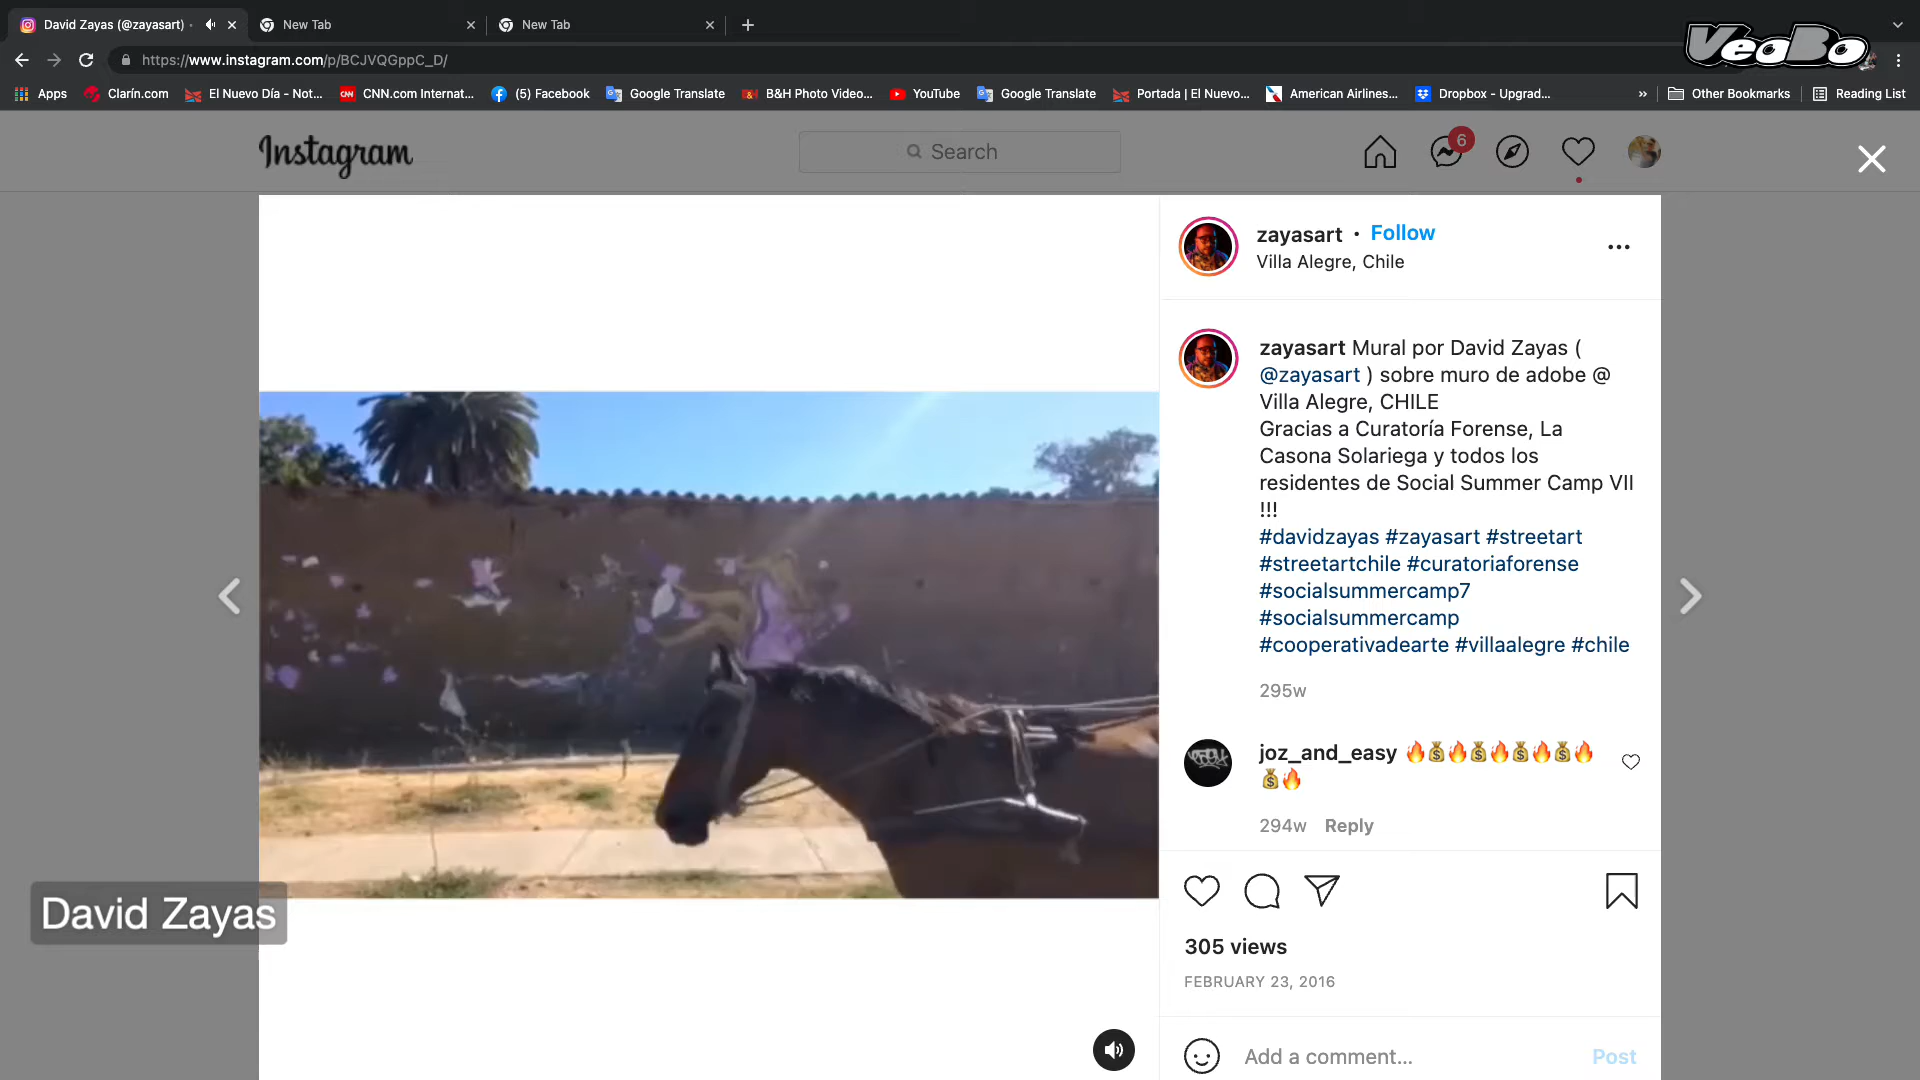 David Zayas (@zayasart) ·
New Tab
New Tab
VeoBo
https://www.instagram.com/p/BCJVQGppC_D/
Apps
Clarín.com
El Nuevo Día - Not...
CNN.com Internat...
(5) Facebook
Google Translate
B&H Photo Video...
YouTube
Google Translate
Portada | El Nuevo...
American Airlines...
Dropbox - Upgrad...
»
Other Bookmarks
Reading List
Instagram
Search
6
zayasart • Follow
Villa Alegre, Chile
zayasart Mural por David Zayas (
@zayasart ) sobre muro de adobe @
Villa Alegre, CHILE
Gracias a Curatoría Forense, La
Casona Solariega y todos los
residentes de Social Summer Camp VII
!!!
#davidzayas #zayasart #streetart
#streetartchile #curatoriaforense
#socialsummercamp7
#socialsummercamp
#cooperativadearte #villaalegre #chile
295w
joz_and_easy 🔥💰🔥💰🔥💰🔥💰🔥
💰🔥
294w Reply
305 views
FEBRUARY 23, 2016
Add a comment...
Post
David Zayas